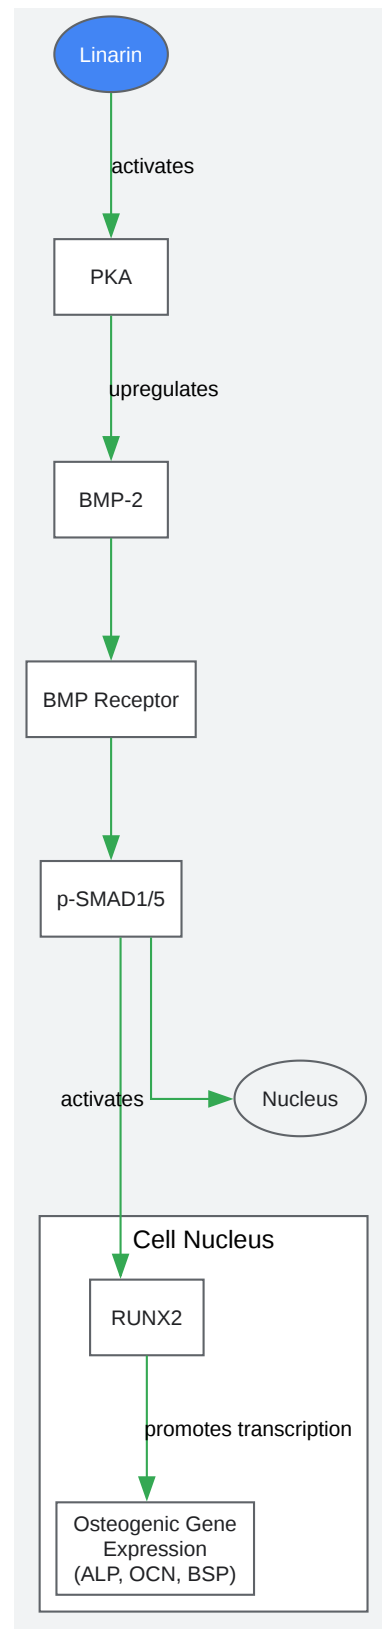 Linarin
activates
PKA
upregulates
BMP-2
BMP Receptor
p-SMAD1/5
activates
Nucleus
Cell Nucleus
RUNX2
promotes transcription
Osteogenic Gene
Expression
(ALP, OCN, BSP)